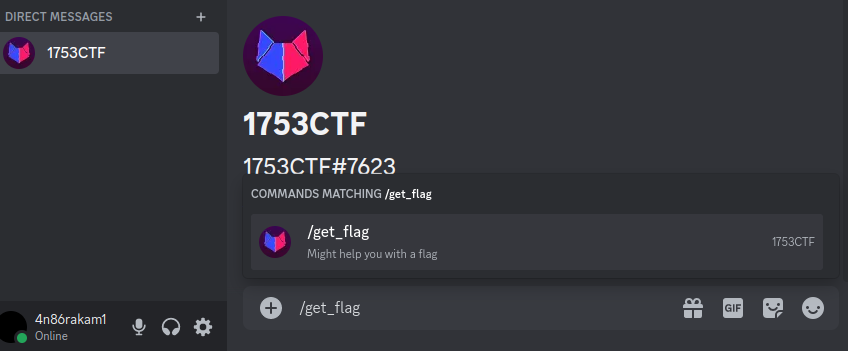 DIRECT MESSAGES
1753CTF
1753CTF
1753CTF#7623
COMMANDS MATCHING /get_flag
/get_flag
Might help you with a flag
1753CTF
/get_flag
GIF
4n86rakam1
Online